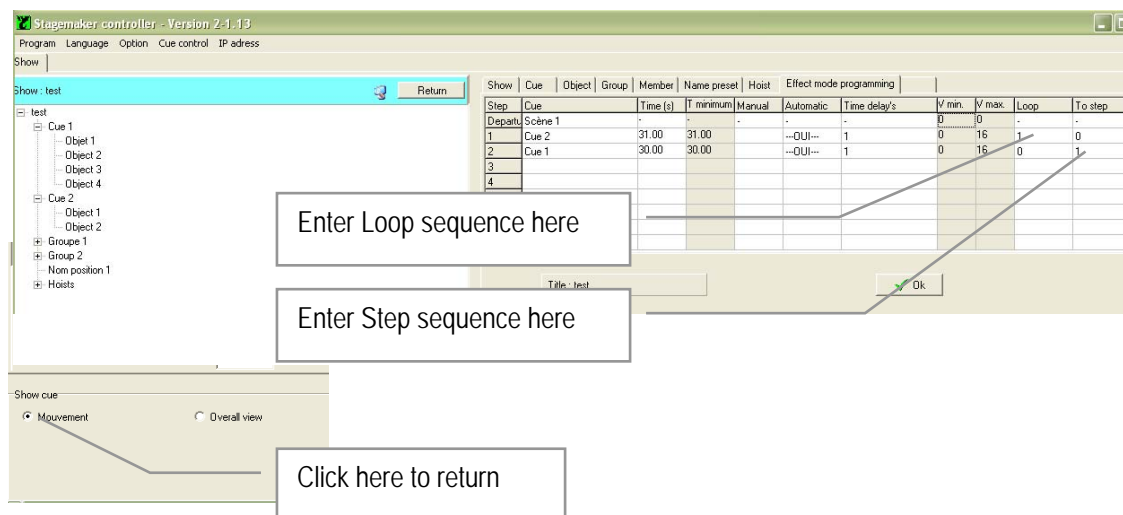 Stagemaker controller - Version 2-1.13
Program Language Option Cue control IP adress
Show
Show : test Return
test
Cue 1
Objet 1
Object 2
Object 3
Object 4
Cue 2
Object 1
Object 2
Groupe 1
Group 2
Nom position 1
Hoists
Show Cue Object Group Member Name preset Hoist Effect mode programming
Step Cue Time (s) T minimum Manual Automatic Time delay's V min. V max. Loop To step
Departu Scène 1 - - - - - 0 0 - -
1 Cue 2 31.00 31.00 ---OUI--- 1 0 16 1 0
2 Cue 1 30.00 30.00 ---OUI--- 1 0 16 0 1
3
4
Enter Loop sequence here
Title : test Ok
Enter Step sequence here
Show cue
Mouvement Overall view
Click here to return